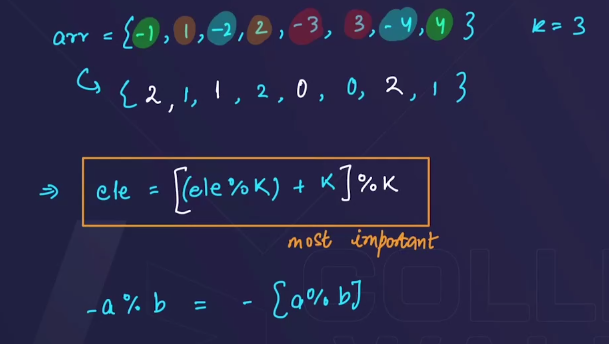 arr = {-1, 1, -2, 2, -3, 3, -4, 4} k = 3
{2, 1, 1, 2, 0, 0, 2, 1}
⇒ ele = [(ele % K) + K] % K
most important
-a % b = - [a % b]
COLL